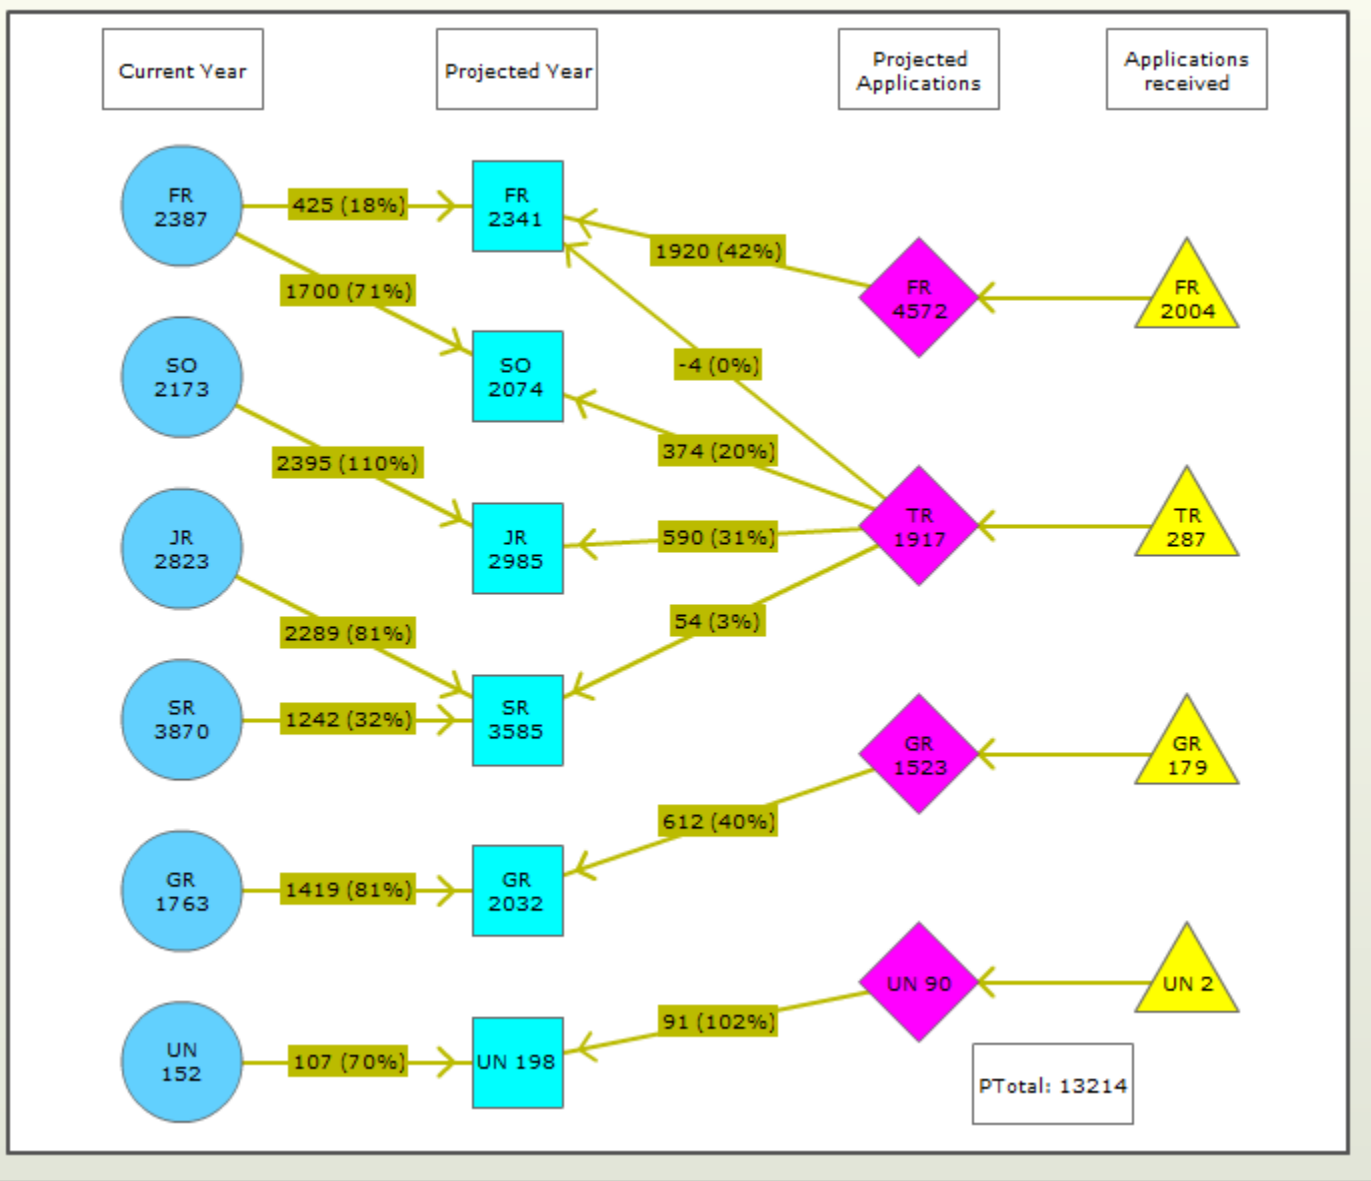 Current Year
Projected Year
Projected
Applications
Applications
received
FR
2387
425 (18%)
FR
2341
1920 (42%)
FR
4572
FR
2004
1700 (71%)
-4 (0%)
SO
2173
SO
2074
374 (20%)
2395 (110%)
TR
1917
TR
287
JR
2823
JR
2985
590 (31%)
2289 (81%)
54 (3%)
SR
3870
1242 (32%)
SR
3585
GR
1523
GR
179
612 (40%)
GR
1763
1419 (81%)
GR
2032
UN 90
UN 2
91 (102%)
UN
152
107 (70%)
UN 198
PTotal: 13214